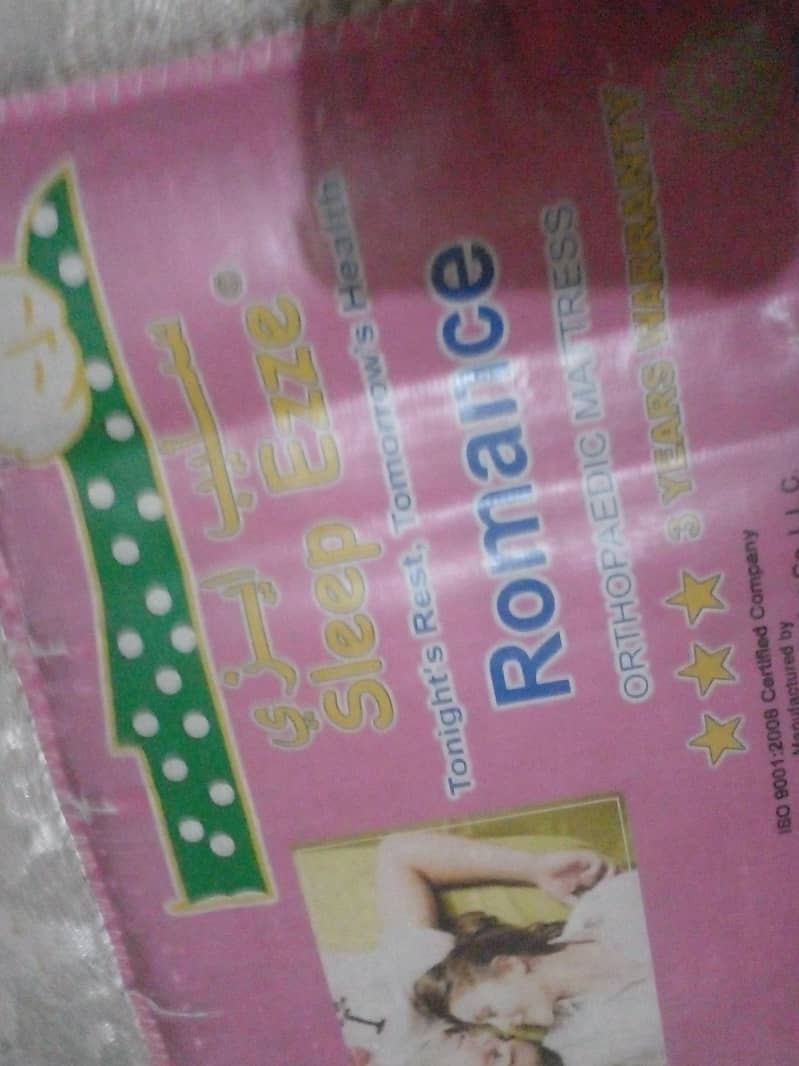 سليب ايزي
Sleep Ezze ®
Tonight's Rest, Tomorrow's Health
Romance
ORTHOPAEDIC MATTRESS
3 YEARS WARRANTY
ISO 9001:2008 Certified Company
Manufactured by
Co. L.L.C.